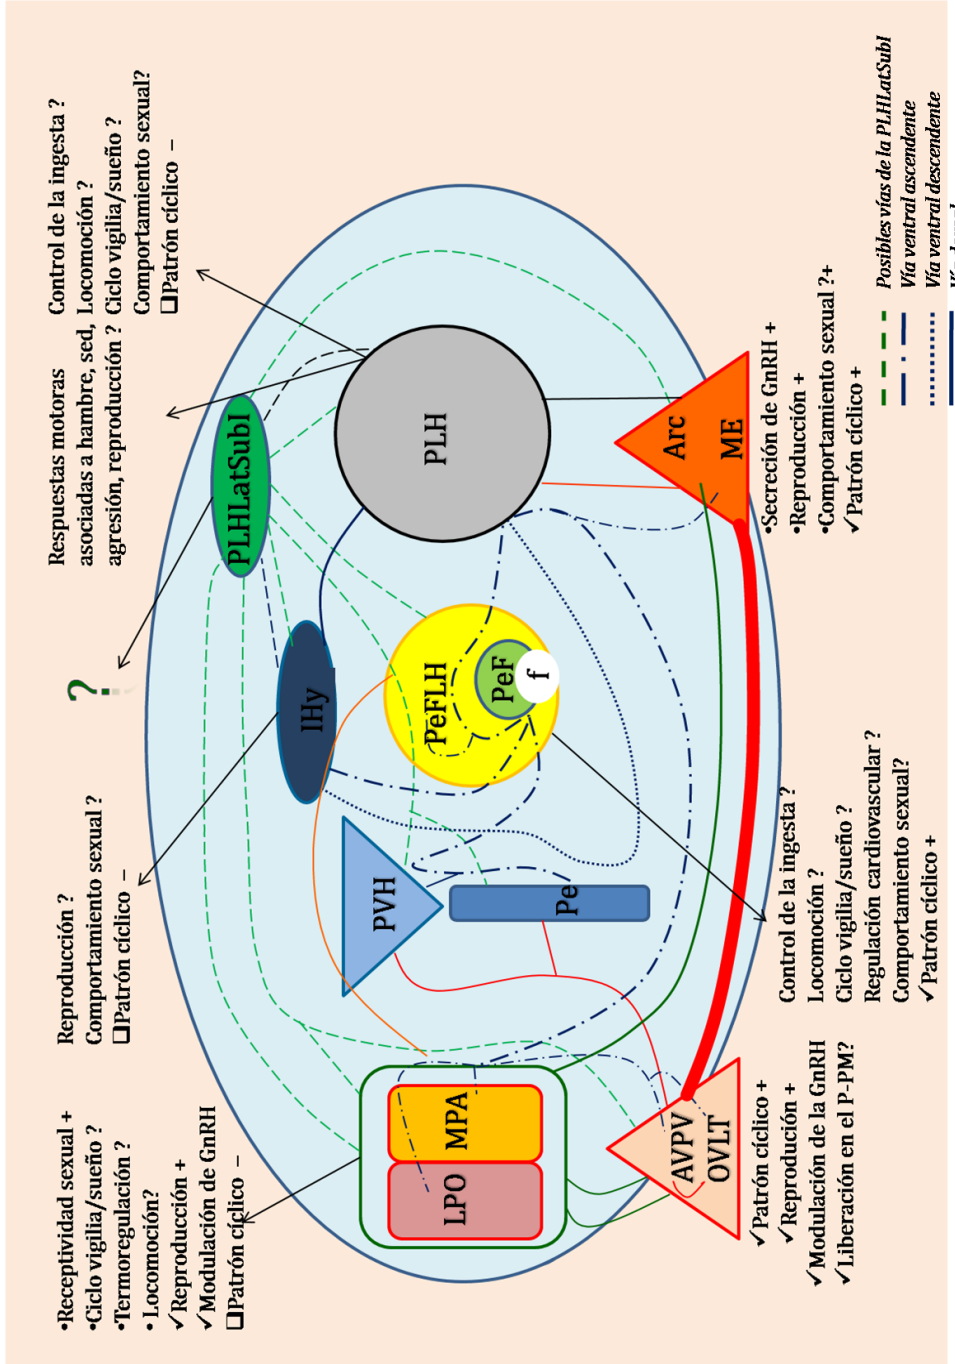 •Receptividad sexual +
•Ciclo vigilia/sueño ?
•Termoregulación ?
• Locomoción?
✓Reproducción +
✓Modulación de GnRH
❑Patrón cíclico –
Reproducción ?
Comportamiento sexual ?
❑Patrón cíclico –
?
Respuestas motoras
asociadas a hambre, sed,
agresión, reproducción ?
Control de la ingesta ?
Locomoción ?
Ciclo vigilia/sueño ?
Comportamiento sexual?
❑Patrón cíclico –
PLHLatSubI
IHy
PVH
Pe
PeFLH
PeF
f
PLH
LPO
MPA
AVPV
OVLT
Arc
ME
✓Patrón cíclico +
✓Reprodución +
✓Modulación de la GnRH
✓Liberación en el P-PM?
Control de la ingesta ?
Locomoción ?
Ciclo vigilia/sueño ?
Regulación cardiovascular ?
Comportamiento sexual?
✓Patrón cíclico +
•Secreción de GnRH +
•Reproducción +
•Comportamiento sexual ?+
✓Patrón cíclico +
Posibles vías de la PLHLatSubI
Vía ventral ascendente
Vía ventral descendente